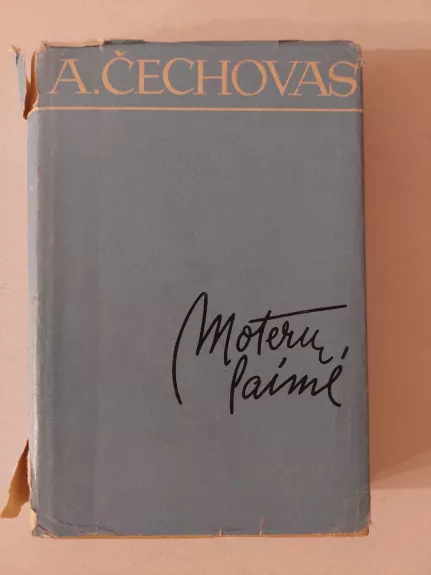 A. ČECHOVAS
Moterų
laimė